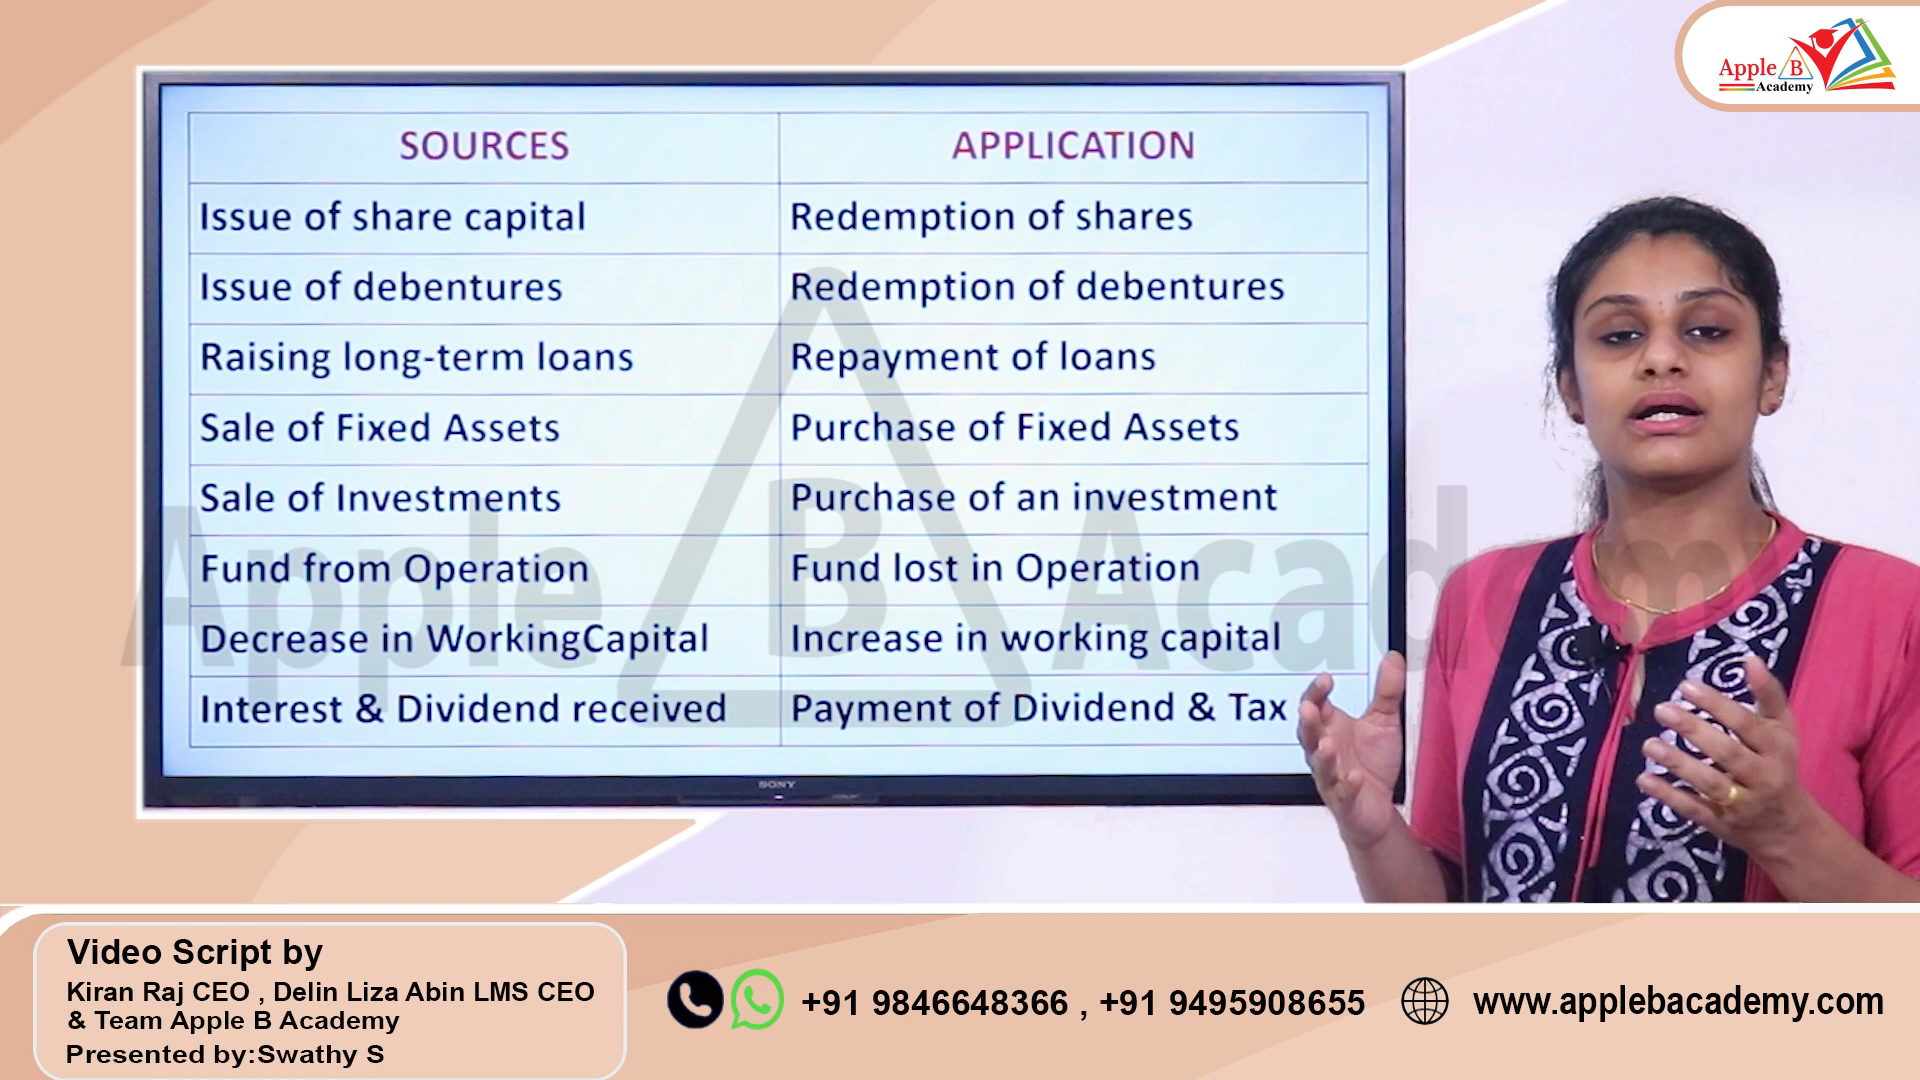 Apple B
Academy
SOURCES APPLICATION
Issue of share capital Redemption of shares
Issue of debentures Redemption of debentures
Raising long-term loans Repayment of loans
Sale of Fixed Assets Purchase of Fixed Assets
Sale of Investments Purchase of an investment
Fund from Operation Fund lost in Operation
Decrease in WorkingCapital Increase in working capital
Interest & Dividend received Payment of Dividend & Tax
Apple B Academy
SONY
Video Script by
Kiran Raj CEO , Delin Liza Abin LMS CEO
& Team Apple B Academy
Presented by:Swathy S
+91 9846648366 , +91 9495908655
www.applebacademy.com